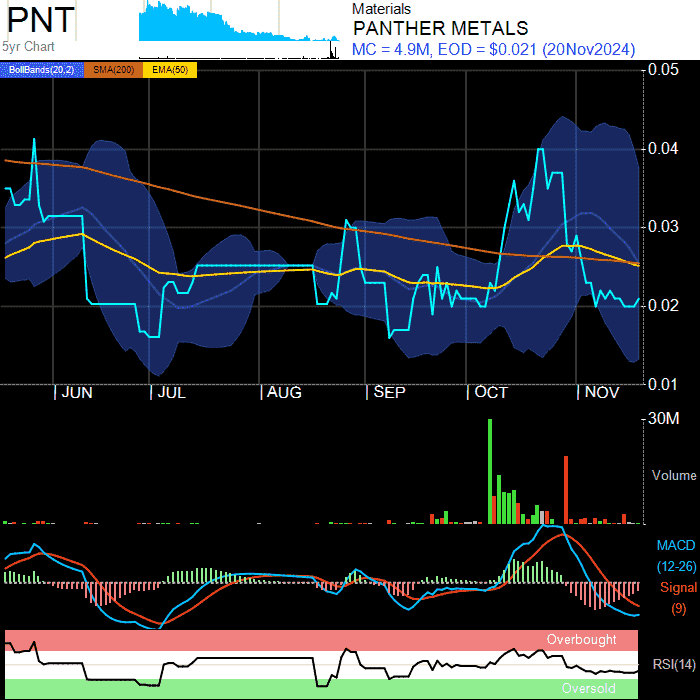 PNT
5yr Chart
Materials
PANTHER METALS
MC = 4.9M, EOD = $0.021 (20Nov2024)
BollBands(20,2) SMA(200) EMA(50)
0.05
0.04
0.03
0.02
0.01
JUN JUL AUG SEP OCT NOV
30M
Volume
MACD
(12-26)
Signal
(9)
Overbought
RSI(14)
Oversold